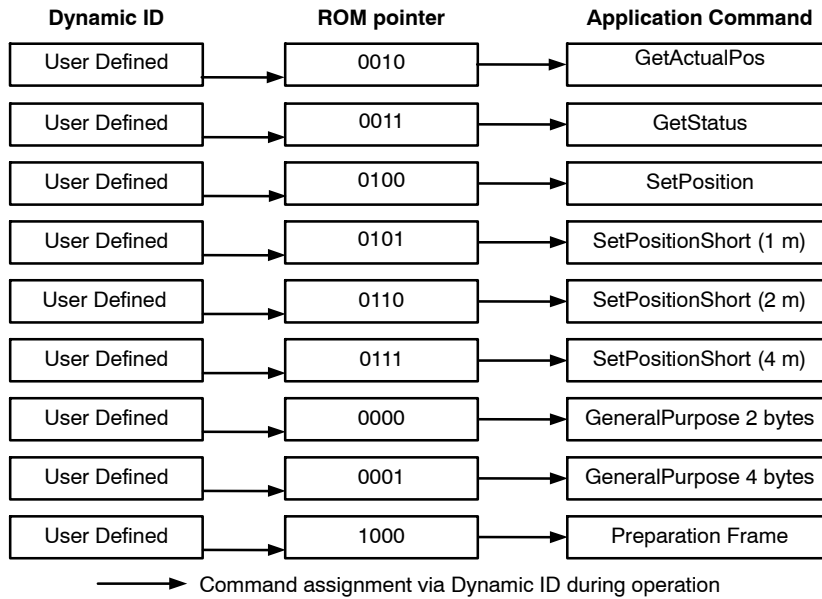 Dynamic ID ROM pointer Application Command
User Defined 0010 GetActualPos
User Defined 0011 GetStatus
User Defined 0100 SetPosition
User Defined 0101 SetPositionShort (1 m)
User Defined 0110 SetPositionShort (2 m)
User Defined 0111 SetPositionShort (4 m)
User Defined 0000 GeneralPurpose 2 bytes
User Defined 0001 GeneralPurpose 4 bytes
User Defined 1000 Preparation Frame
Command assignment via Dynamic ID during operation